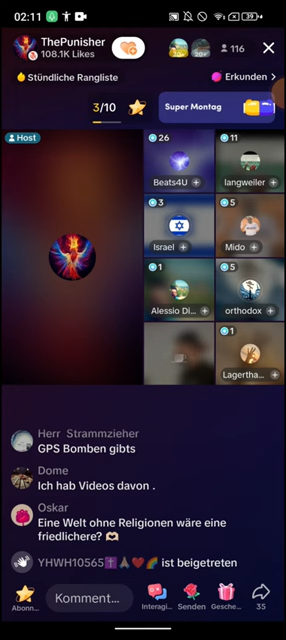 02:11
39
ThePunisher
108.1K Likes
20+
116
Stündliche Rangliste
Erkunden
3/10
Super Montag
Host
26
Beats4U
11
langweiler
3
Israel
5
Mido
1
Alessio Di...
5
orthodox
1
Lagertha...
Herr Strammzieher
GPS Bomben gibts
Dome
Ich hab Videos davon .
Oskar
Eine Welt ohne Religionen wäre eine
friedlichere? 🫶🏻
YHWH10565✝️🙏🏽❤️🌈 ist beigetreten
Abonn...
Komment...
Interagi...
Senden
Gesche...
35